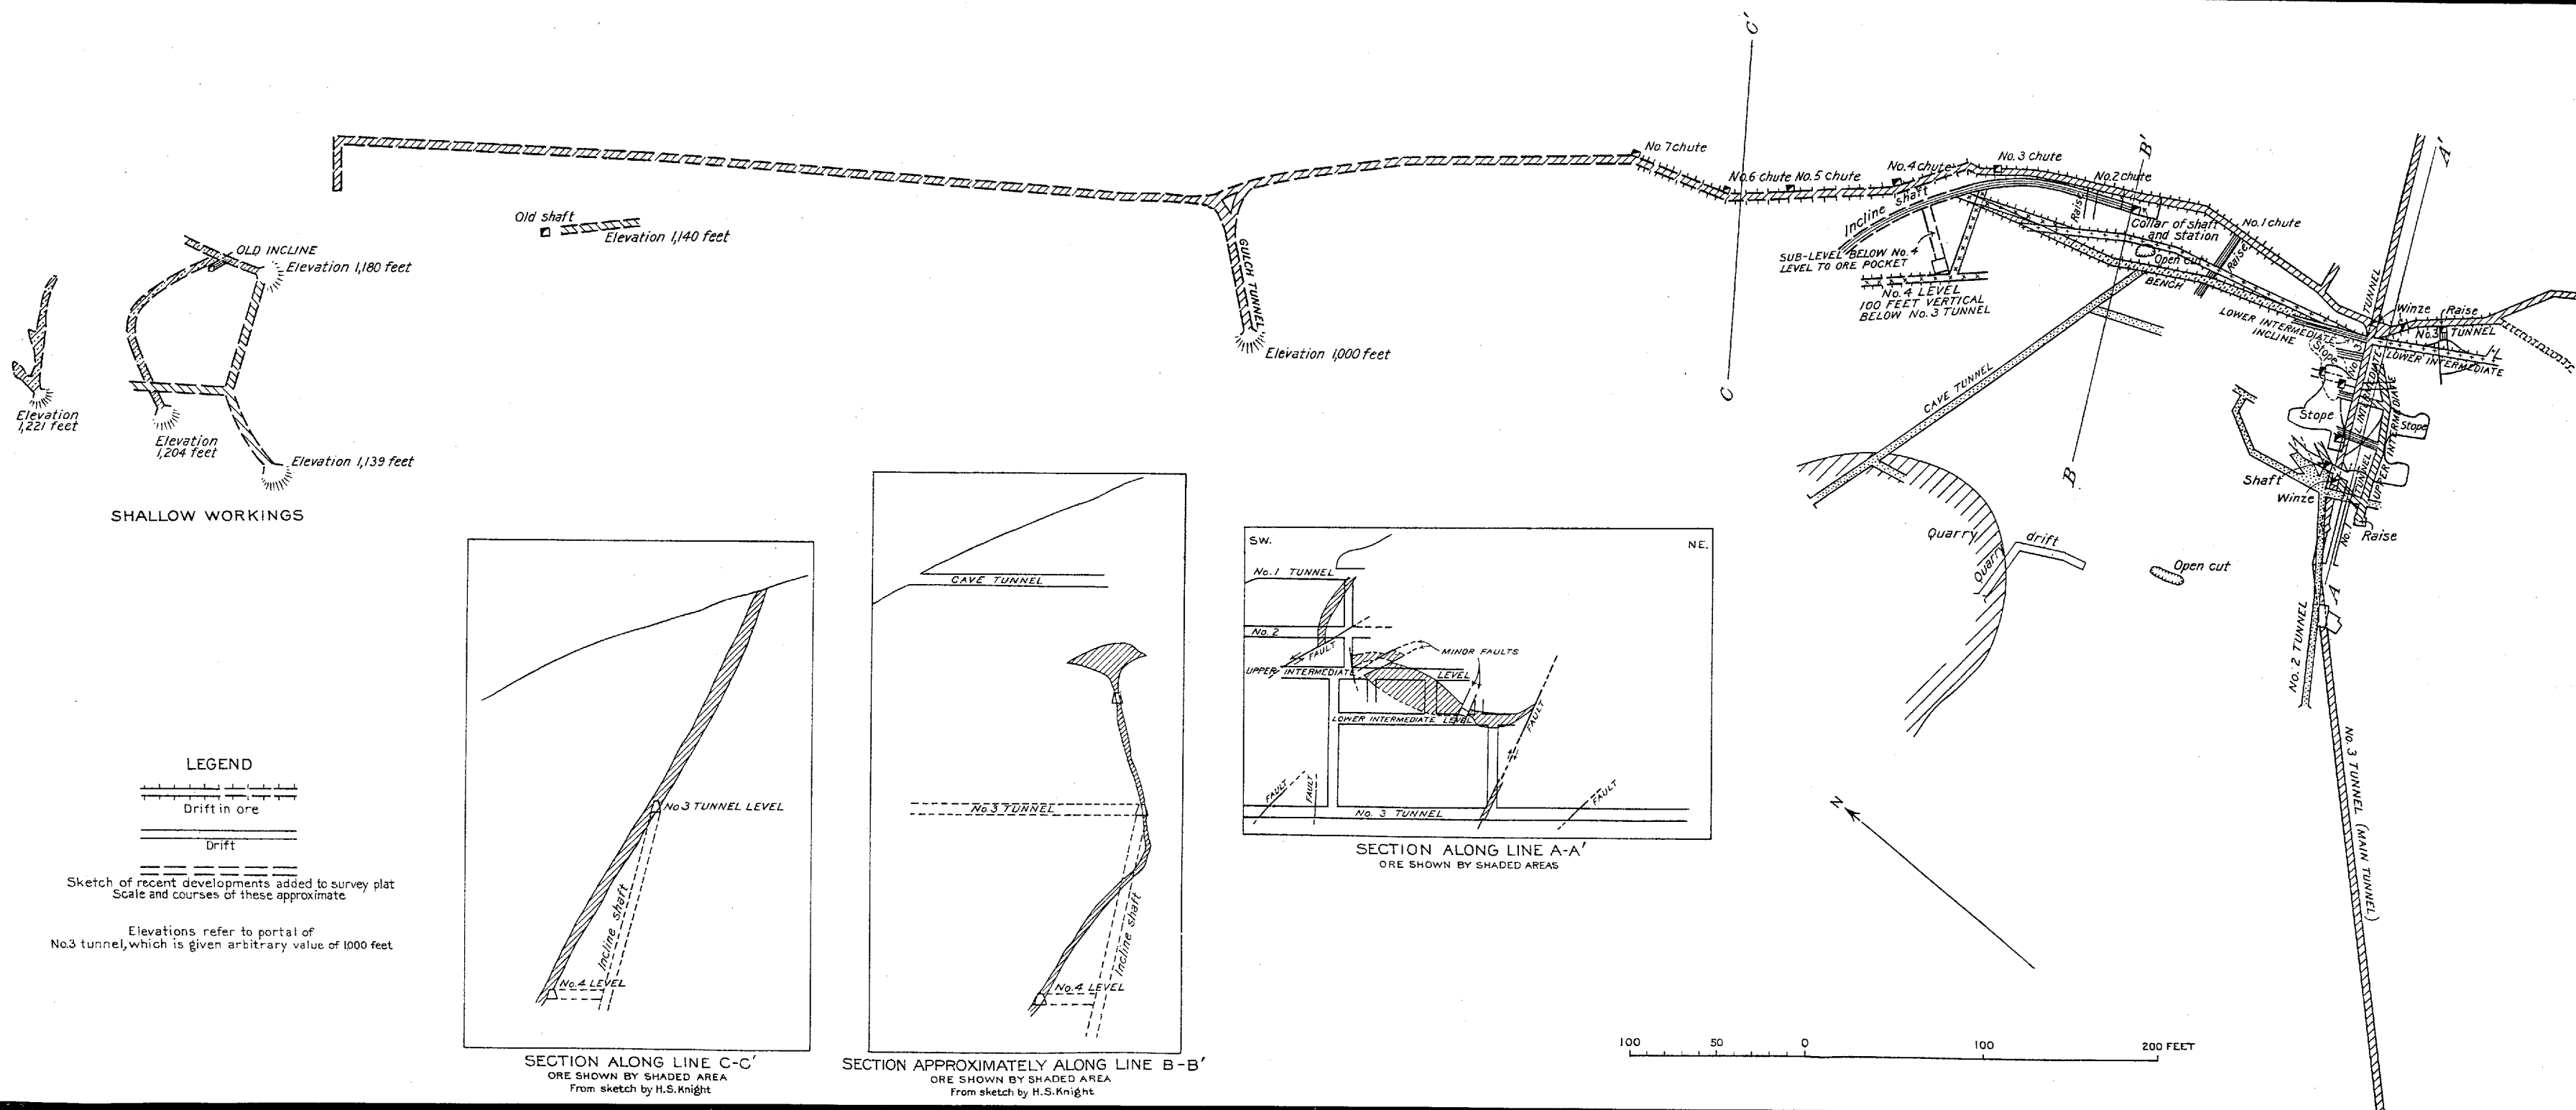 C'
No. 7 chute
No. 6 chute
No. 5 chute
No. 4 chute
No. 3 chute
No. 2 chute
No. 1 chute
B'
A'
Incline shaft
Raise
Collar of shaft
and station
Open cut
Raise
BENCH
SUB-LEVEL BELOW No. 4
LEVEL TO ORE POCKET
No. 4 LEVEL
100 FEET VERTICAL
BELOW No. 3 TUNNEL
LOWER INTERMEDIATE
INCLINE
TUNNEL
No. 3
Winze
Raise
No. 3 TUNNEL
LOWER INTERMEDIATE
Stope
Stope
Stope
INTERMEDIATE
UPPER INTERMEDIATE
TUNNEL
No. 1
Shaft
Winze
Raise
A
No. 2 TUNNEL
No. 3 TUNNEL (MAIN TUNNEL)
CAVE TUNNEL
C
B
Quarry
Quarry
drift
Open cut
N
Old shaft
Elevation 1,140 feet
GULCH TUNNEL
Elevation 1,000 feet
OLD INCLINE
Elevation 1,180 feet
Elevation
1,221 feet
Elevation
1,204 feet
Elevation 1,139 feet
SHALLOW WORKINGS
LEGEND
Drift in ore
Drift
Sketch of recent developments added to survey plat
Scale and courses of these approximate
Elevations refer to portal of
No.3 tunnel, which is given arbitrary value of 1,000 feet
No 3 TUNNEL LEVEL
Incline shaft
No. 4 LEVEL
SECTION ALONG LINE C-C'
ORE SHOWN BY SHADED AREA
From sketch by H.S.Knight
CAVE TUNNEL
No. 3 TUNNEL
Incline shaft
No. 4 LEVEL
SECTION APPROXIMATELY ALONG LINE B-B'
ORE SHOWN BY SHADED AREA
From sketch by H.S.Knight
SW.
NE.
No. 1 TUNNEL
No. 2
FAULT
MINOR FAULTS
UPPER INTERMEDIATE LEVEL
LOWER INTERMEDIATE LEVEL
FAULT
FAULT
FAULT
FAULT
No. 3 TUNNEL
SECTION ALONG LINE A-A'
ORE SHOWN BY SHADED AREAS
100 50 0 100 200 FEET